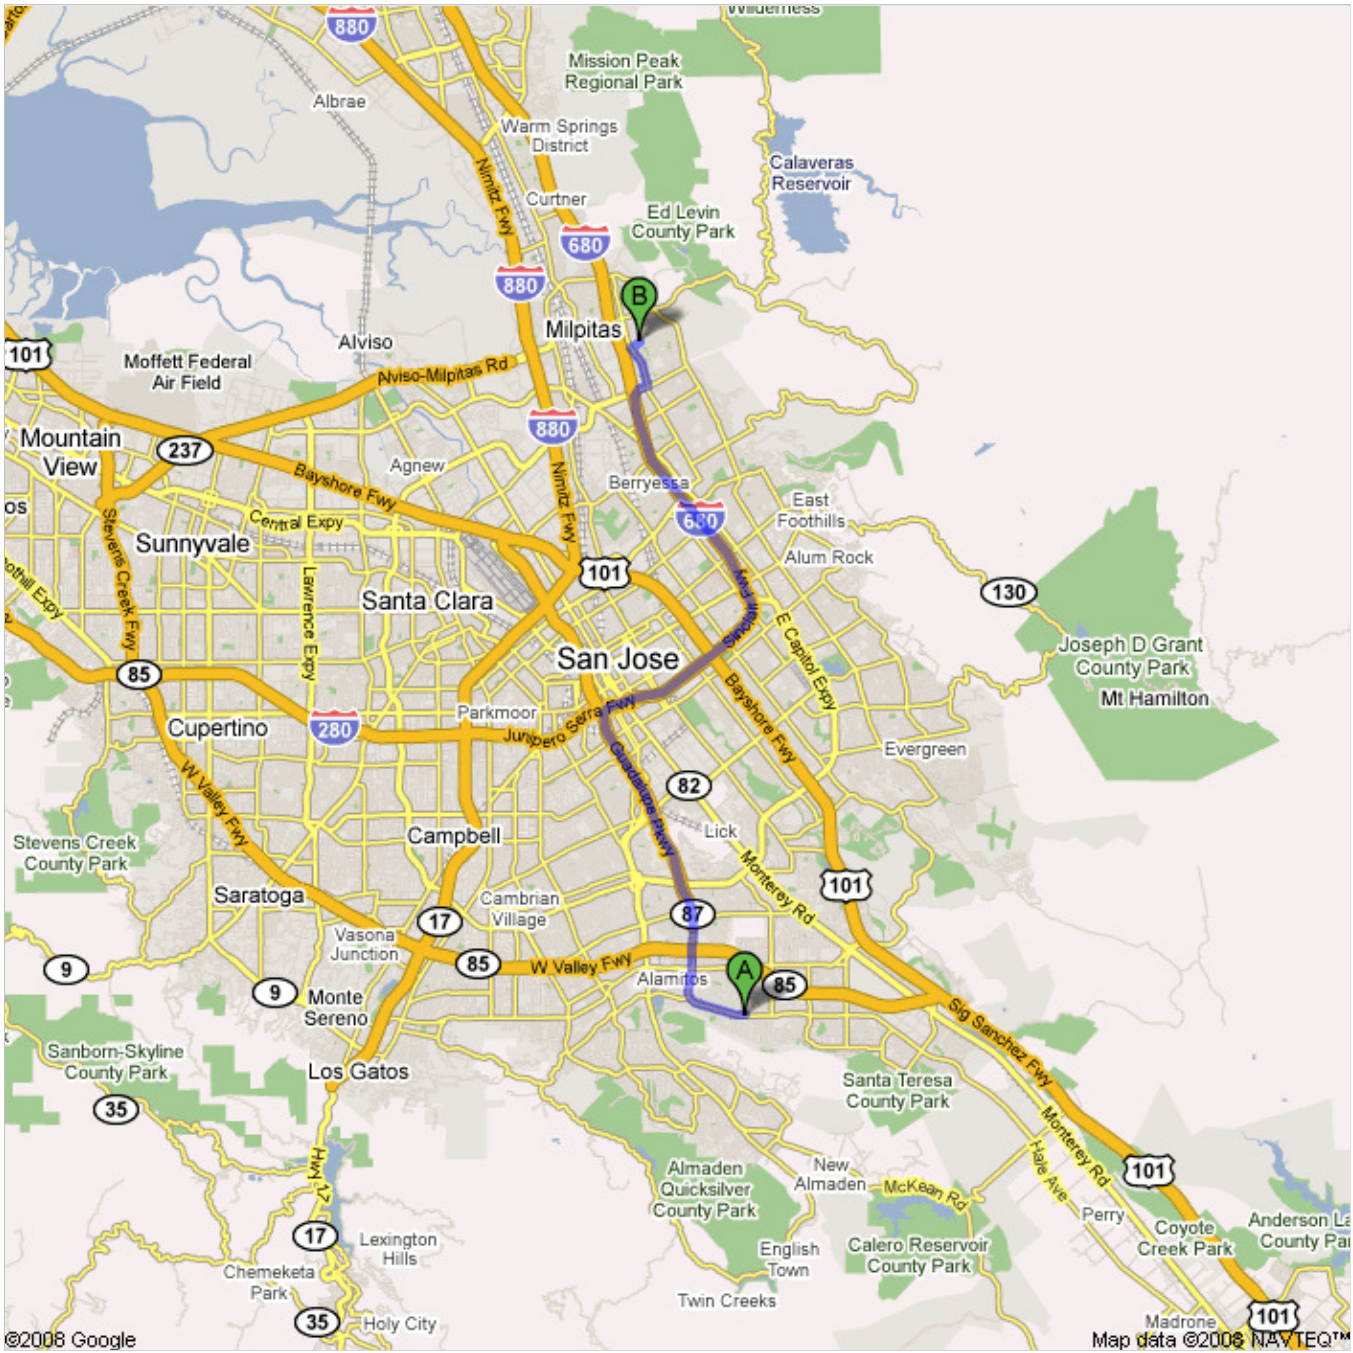 Wilderness
880
Mission Peak
Regional Park
Albrae
Warm Springs
District
Nimitz Fwy
Calaveras
Reservoir
Curtner
Ed Levin
County Park
680
880
B
Milpitas
Alviso
101
Moffett Federal
Air Field
Alviso-Milpitas Rd
880
Mountain
View
237
Agnew
Bayshore Fwy
Nimitz Fwy
Berryessa
680
East
Foothills
os
Central Expy
Stevens Creek Fwy
Sunnyvale
Alum Rock
oothill Expy
Lawrence Expy
101
130
Santa Clara
Sinclair Fwy
E Capitol Expy
San Jose
Joseph D Grant
County Park
85
Mt Hamilton
Bayshore Fwy
Parkmoor
Junipero Serra Fwy
Cupertino
280
Evergreen
Guadalupe Pkwy
W Valley Fwy
82
Stevens Creek
County Park
Campbell
Lick
Monterey Rd
Saratoga
101
Cambrian
Village
17
87
Vasona
Junction
9
85
W Valley Fwy
A
Alamitos
85
9
Monte
Sereno
Sig Sanchez Fwy
Sanborn-Skyline
County Park
Los Gatos
Santa Teresa
County Park
35
Monterey Rd
Hwy 17
Hale Ave
Almaden
Quicksilver
County Park
New
Almaden
McKean Rd
101
Perry
17
Lexington
Hills
Coyote
Creek Park
Anderson La
County Pa
English
Town
Calero Reservoir
County Park
Chemeketa
Park
Twin Creeks
35
Holy City
Madrone
101
©2008 Google
Map data ©2008 NAVTEQ™